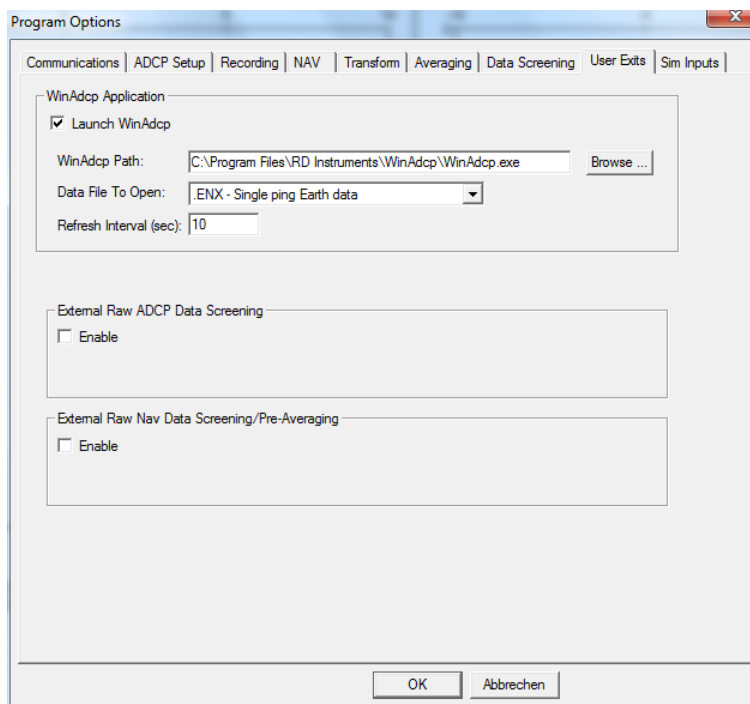 Program Options
Communications ADCP Setup Recording NAV Transform Averaging Data Screening User Exits Sim Inputs
WinAdcp Application
Launch WinAdcp
WinAdcp Path: C:\Program Files\RD Instruments\WinAdcp\WinAdcp.exe Browse ...
Data File To Open: .ENX - Single ping Earth data
Refresh Interval (sec): 10
External Raw ADCP Data Screening
Enable
External Raw Nav Data Screening/Pre-Averaging
Enable
OK Abbrechen